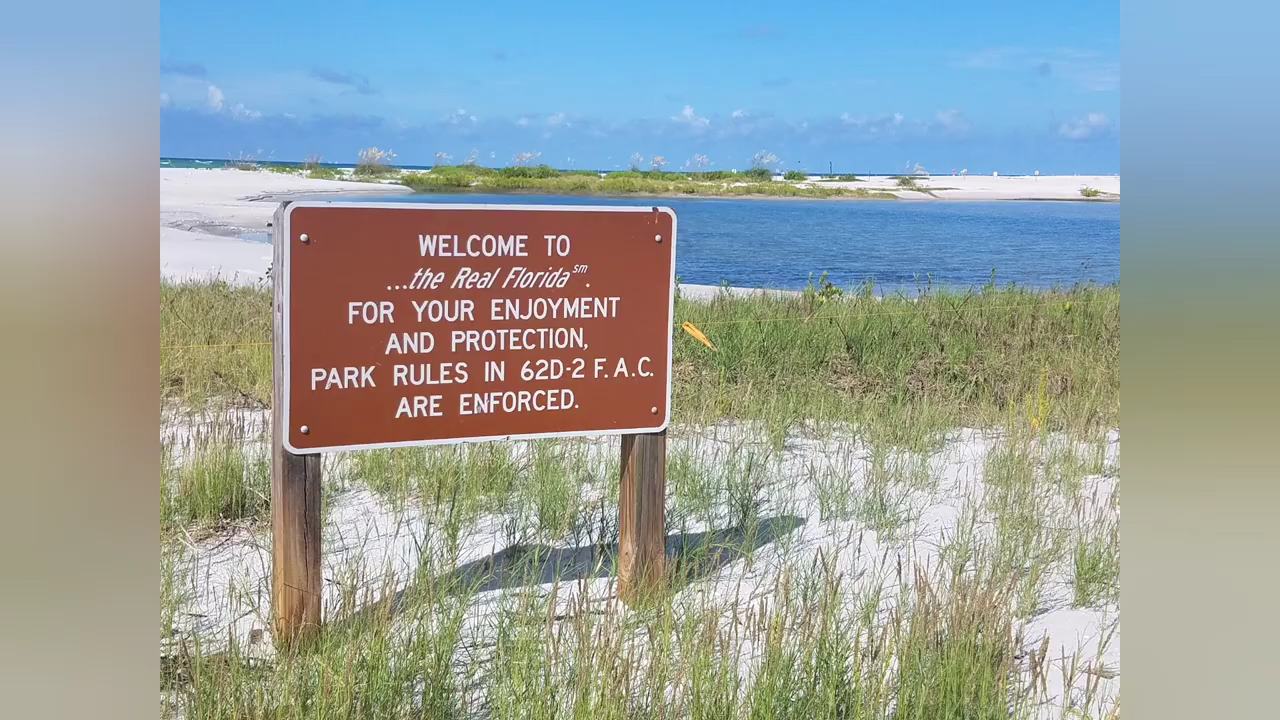 WELCOME TO
...the Real Florida℠.
FOR YOUR ENJOYMENT
AND PROTECTION,
PARK RULES IN 62D-2 F.A.C.
ARE ENFORCED.